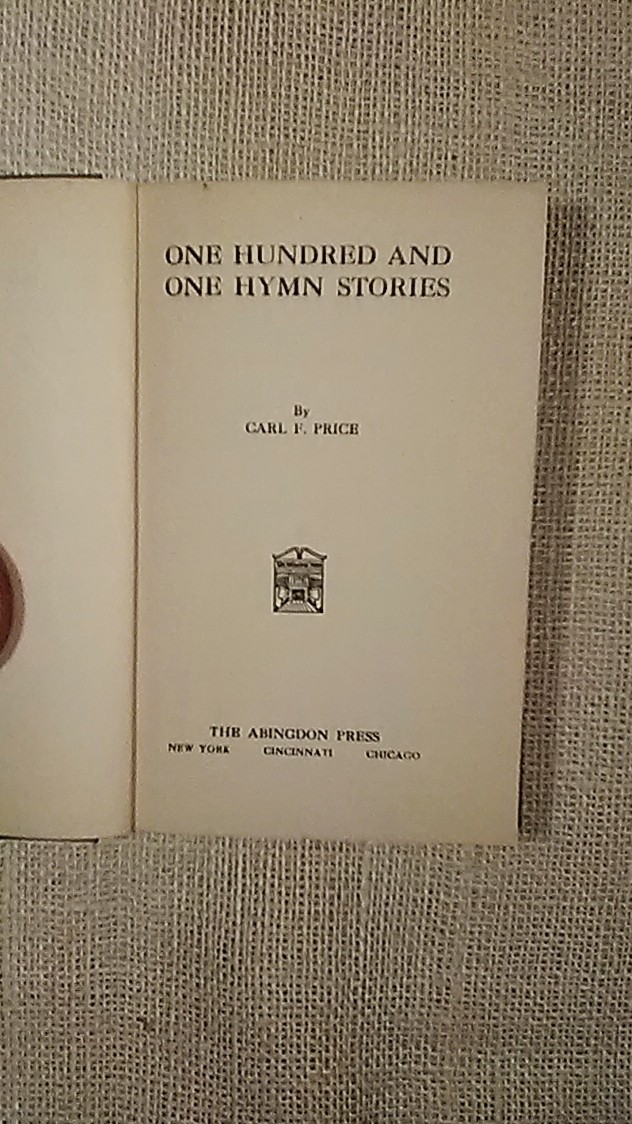 ONE HUNDRED AND
ONE HYMN STORIES
By
CARL F. PRICE
THE ABINGDON PRESS
NEW YORK CINCINNATI CHICAGO